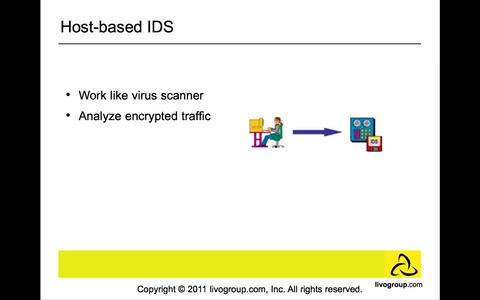 Host-based IDS
• Work like virus scanner
• Analyze encrypted traffic
IDS
livogroup.com
Copyright © 2011 livogroup.com, Inc. All rights reserved.